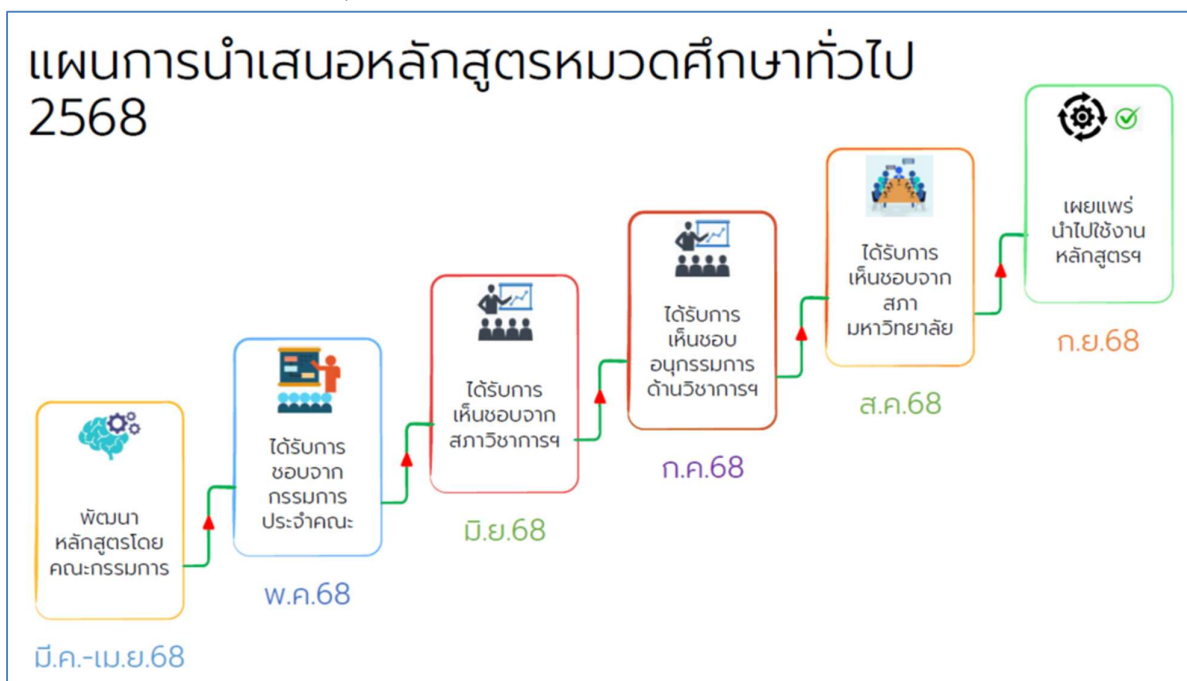 แผนการนำเสนอหลักสูตรหมวดศึกษาทั่วไป
2568
พัฒนา
หลักสูตรโดย
คณะกรรมการ
มี.ค.-เม.ย.68
ได้รับการ
ชอบจาก
กรรมการ
ประจำคณะ
พ.ค.68
ได้รับการ
เห็นชอบจาก
สภาวิชาการฯ
มิ.ย.68
ได้รับการ
เห็นชอบ
อนุกรรมการ
ด้านวิชาการฯ
ก.ค.68
ได้รับการ
เห็นชอบจาก
สภา
มหาวิทยาลัย
ส.ค.68
เผยแพร่
นำไปใช้งาน
หลักสูตรฯ
ก.ย.68